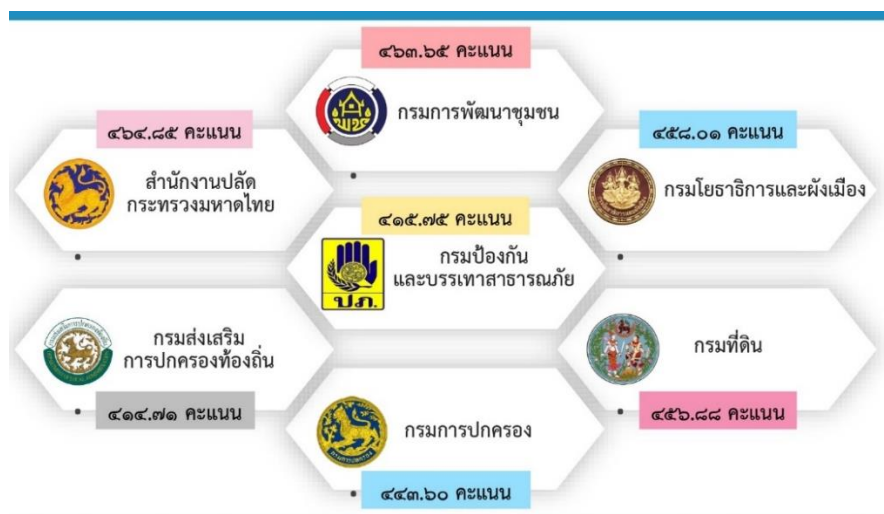 ๔๖๓.๖๕ คะแนน
กรมการพัฒนาชุมชน
๔๖๔.๘๕ คะแนน
สำนักงานปลัด
กระทรวงมหาดไทย
๔๕๘.๐๑ คะแนน
กรมโยธาธิการและผังเมือง
๔๑๕.๗๕ คะแนน
กรมป้องกัน
และบรรเทาสาธารณภัย
ปภ.
กรมส่งเสริม
การปกครองท้องถิ่น
๔๑๔.๗๑ คะแนน
กรมที่ดิน
๔๕๖.๘๘ คะแนน
กรมการปกครอง
๔๔๓.๖๐ คะแนน